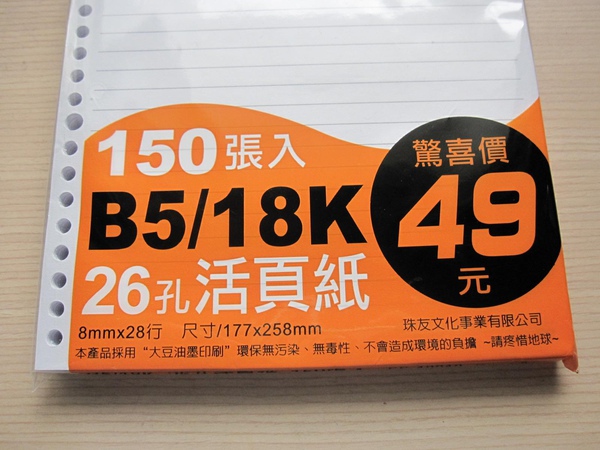 150張入
B5/18K
26孔活頁紙
驚喜價
49
元
8mmx28行 尺寸/177x258mm
珠友文化事業有限公司
本產品採用“大豆油墨印刷”環保無污染、無毒性、不會造成環境的負擔 ~請疼惜地球~